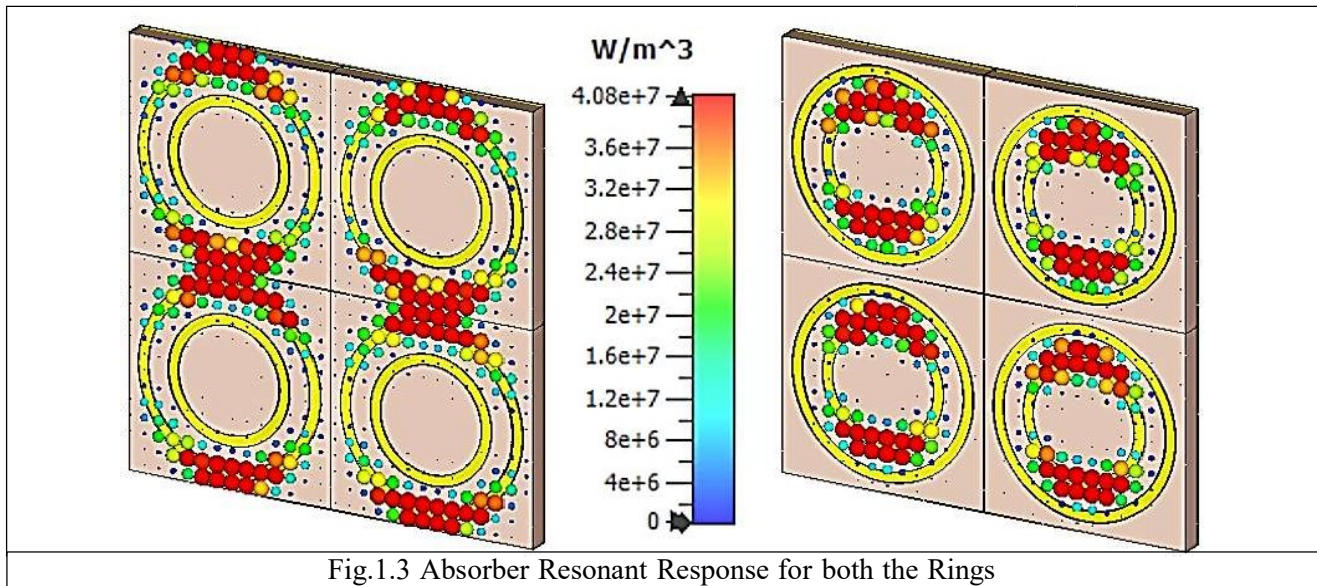 W/m^3
4.08e+7
3.6e+7
3.2e+7
2.8e+7
2.4e+7
2e+7
1.6e+7
1.2e+7
8e+6
4e+6
0
Fig.1.3 Absorber Resonant Response for both the Rings